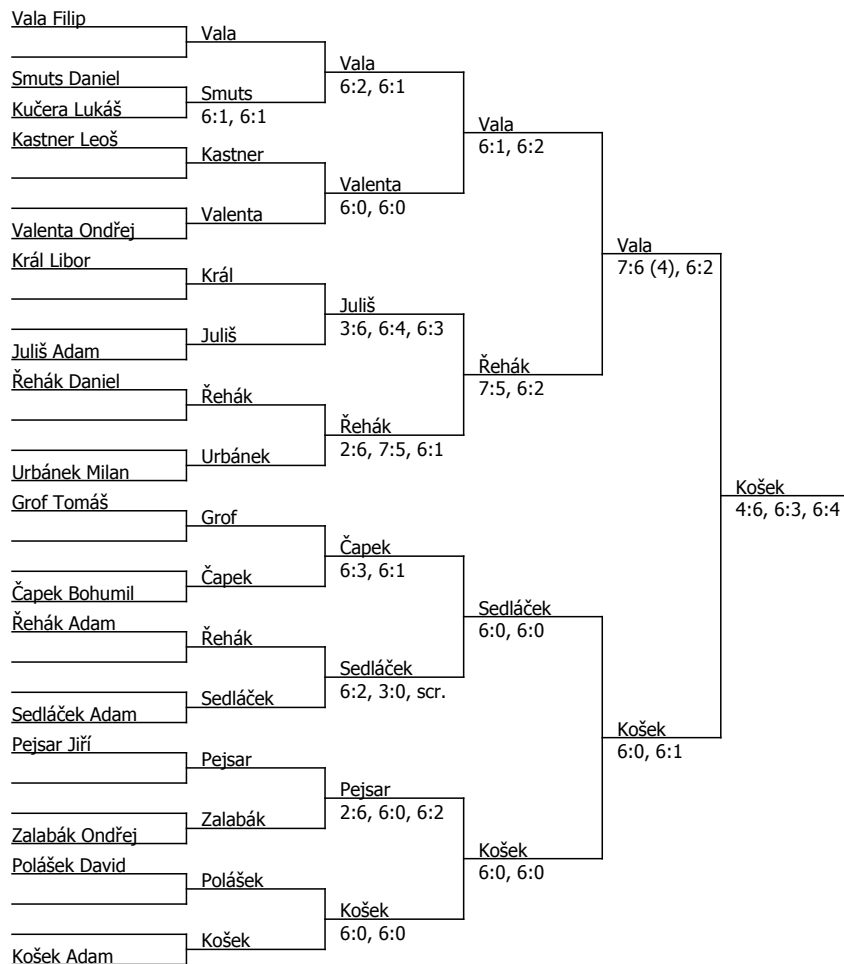 Vala Filip
Vala
Vala
6:2, 6:1
Smuts Daniel
Smuts
6:1, 6:1
Kučera Lukáš
Vala
6:1, 6:2
Kastner Leoš
Kastner
Valenta
6:0, 6:0
Valenta
Valenta Ondřej
Vala
7:6 (4), 6:2
Král Libor
Král
Juliš
3:6, 6:4, 6:3
Juliš
Juliš Adam
Řehák
7:5, 6:2
Řehák Daniel
Řehák
Řehák
2:6, 7:5, 6:1
Urbánek
Urbánek Milan
Košek
4:6, 6:3, 6:4
Grof Tomáš
Grof
Čapek
6:3, 6:1
Čapek
Čapek Bohumil
Sedláček
6:0, 6:0
Řehák Adam
Řehák
Sedláček
6:2, 3:0, scr.
Sedláček
Sedláček Adam
Košek
6:0, 6:1
Pejsar Jiří
Pejsar
Pejsar
2:6, 6:0, 6:2
Zalabák
Zalabák Ondřej
Košek
6:0, 6:0
Polášek David
Polášek
Košek
6:0, 6:0
Košek
Košek Adam